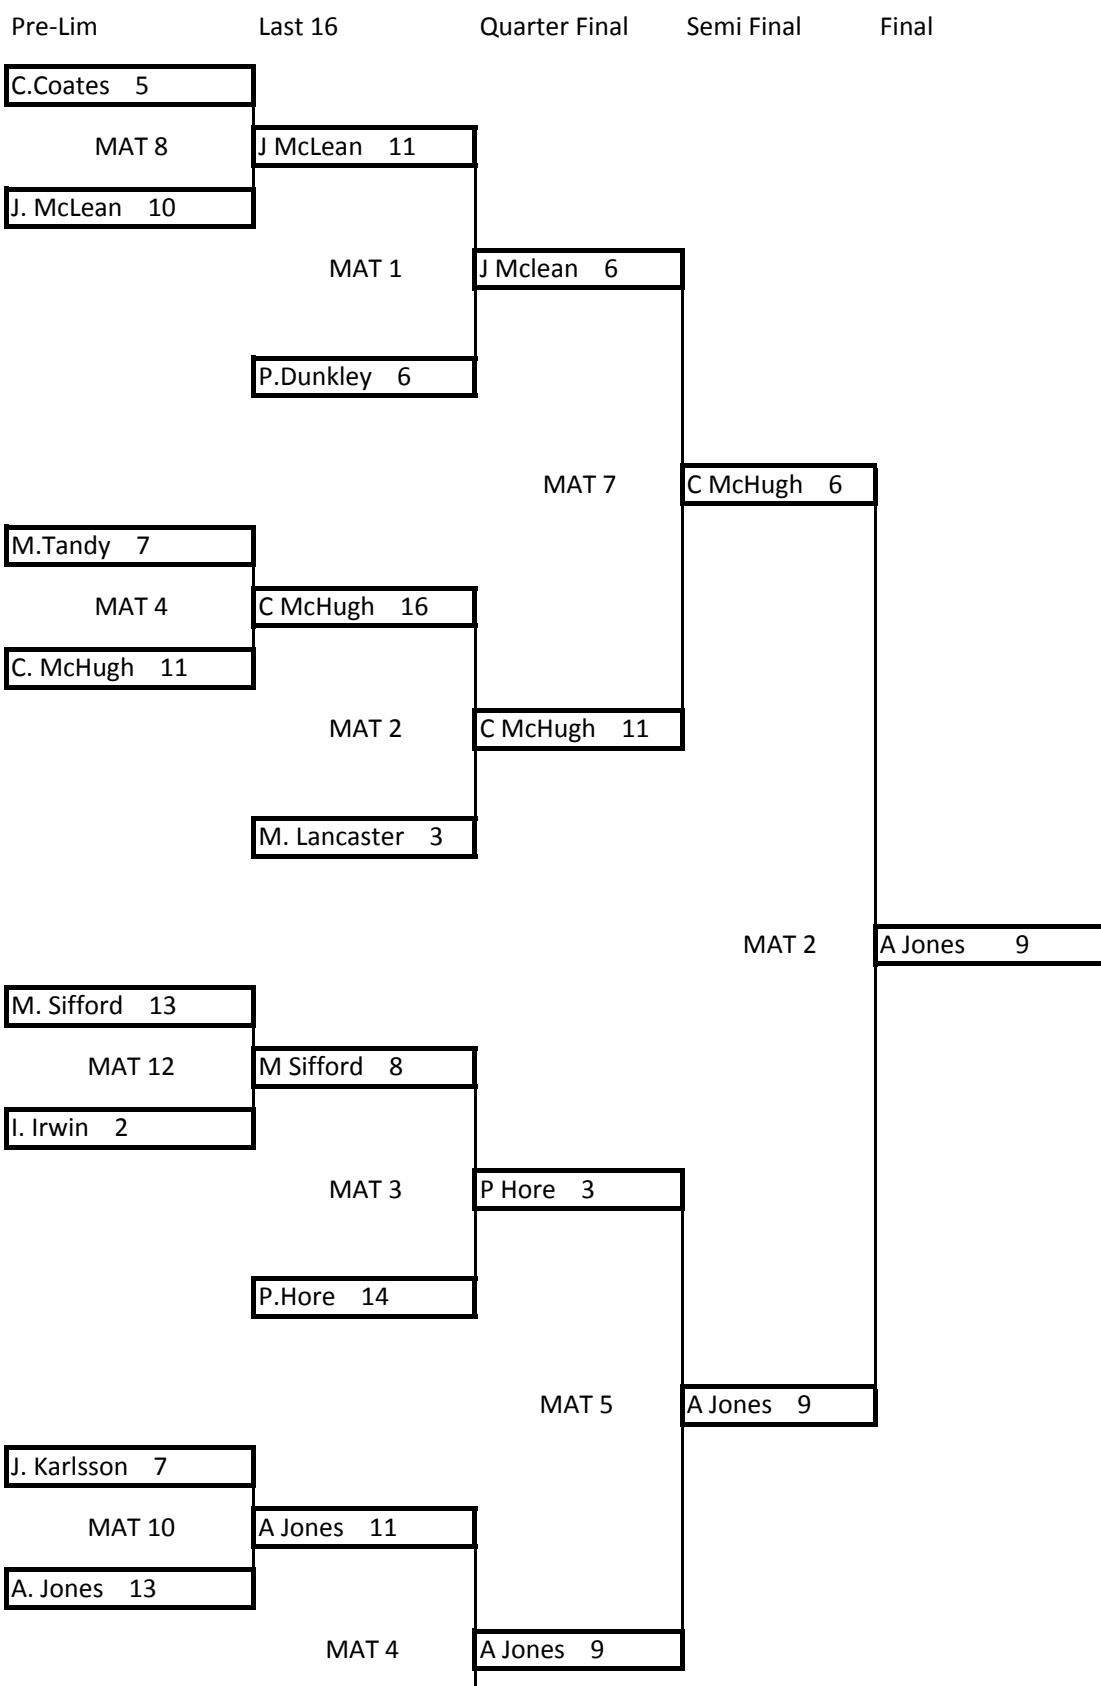 Pre-Lim Last 16 Quarter Final Semi Final Final
C.Coates 5
MAT 8 J McLean 11
J. McLean 10
MAT 1 J Mclean 6
P.Dunkley 6
MAT 7 C McHugh 6
M.Tandy 7
MAT 4 C McHugh 16
C. McHugh 11
MAT 2 C McHugh 11
M. Lancaster 3
MAT 2 A Jones 9
M. Sifford 13
MAT 12 M Sifford 8
I. Irwin 2
MAT 3 P Hore 3
P.Hore 14
MAT 5 A Jones 9
J. Karlsson 7
MAT 10 A Jones 11
A. Jones 13
MAT 4 A Jones 9